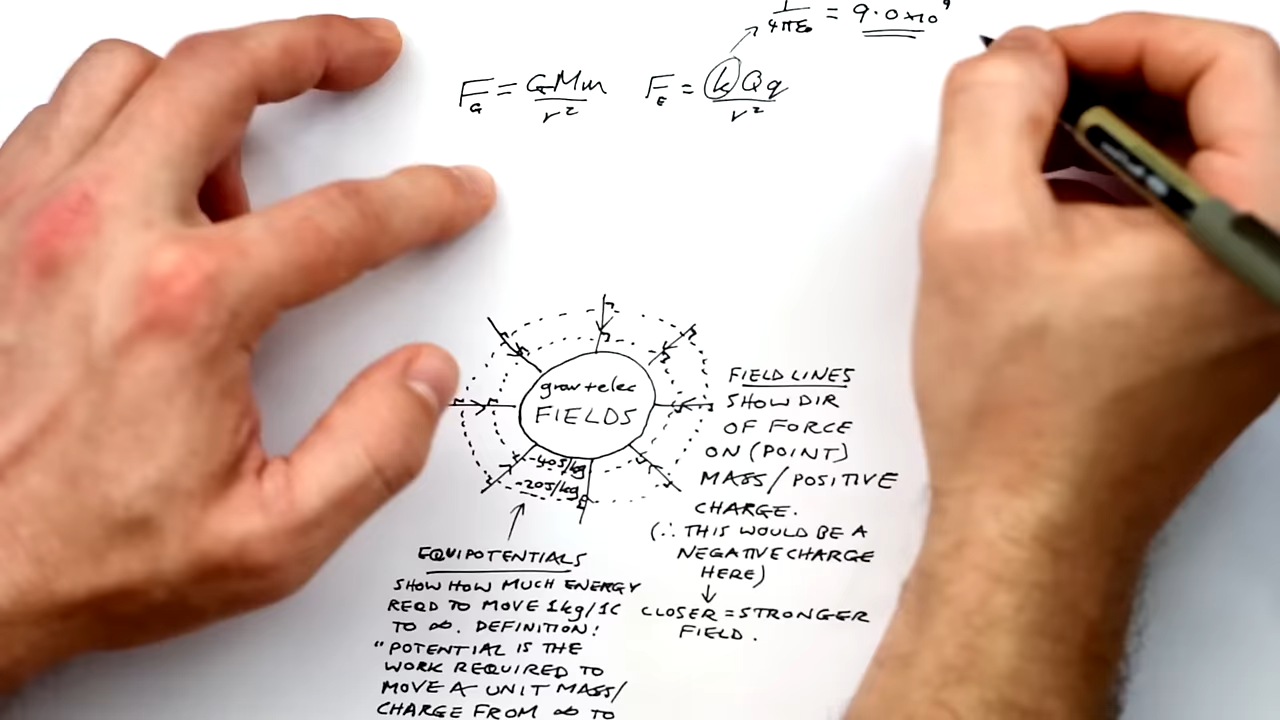 1/4πε₀ = 9.0×10⁹
F_G = GMm/r² F_E = kQq/r²
grav + elec
FIELDS
-40J/kg
-20J/kg
FIELD LINES
SHOW DIR
OF FORCE
ON (POINT)
MASS/POSITIVE
CHARGE.
(∴ THIS WOULD BE A
NEGATIVE CHARGE
HERE)
↓
CLOSER = STRONGER
FIELD.
EQUIPOTENTIALS
SHOW HOW MUCH ENERGY
REQD TO MOVE 1kg/1C
TO ∞. DEFINITION:
"POTENTIAL IS THE
WORK REQUIRED TO
MOVE A UNIT MASS/
CHARGE FROM ∞ TO